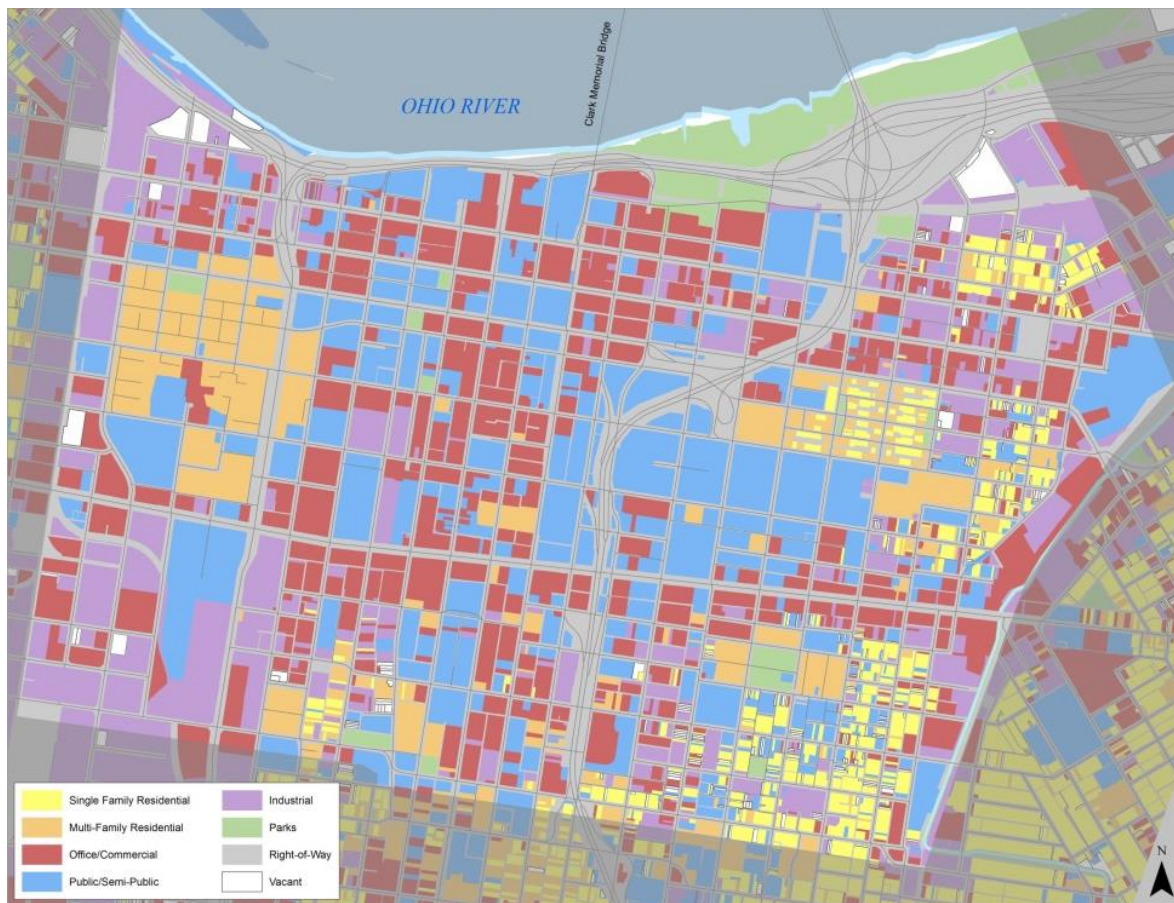 Clark Memorial Bridge
OHIO RIVER
Single Family Residential
Multi-Family Residential
Office/Commercial
Public/Semi-Public
Industrial
Parks
Right-of-Way
Vacant
N